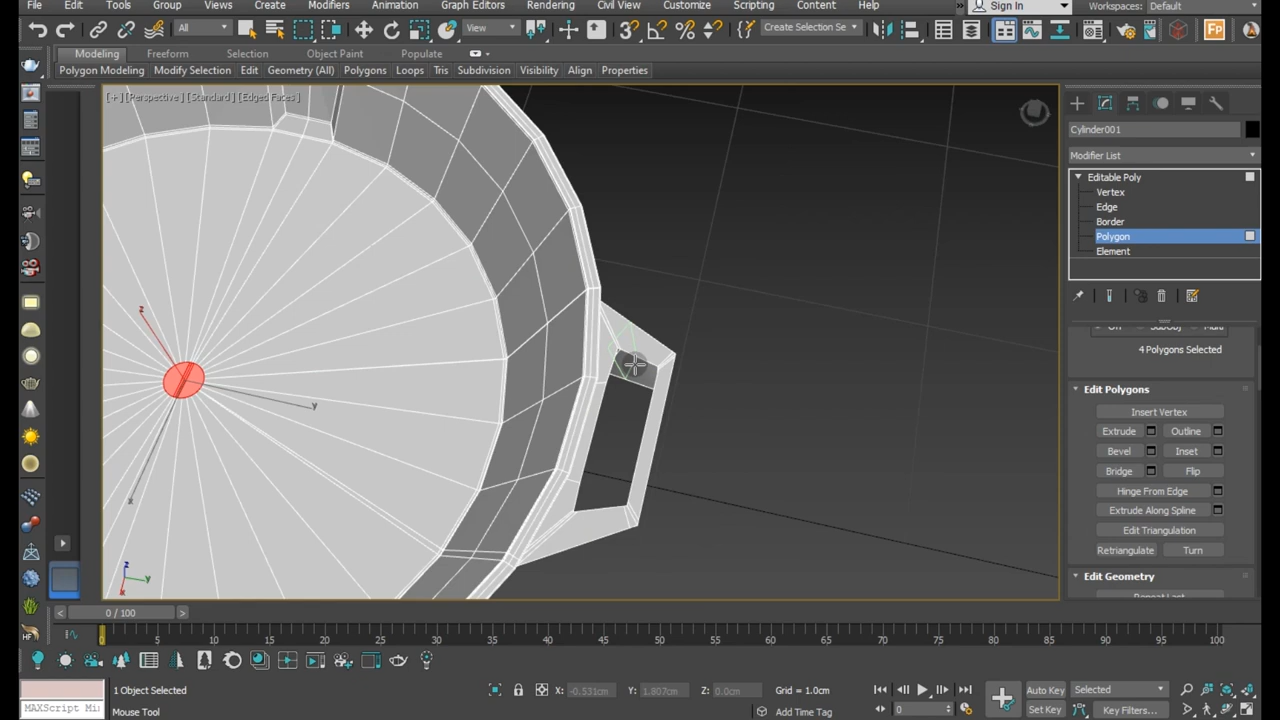 File Edit Tools Group Views Create Modifiers Animation Graph Editors Rendering Civil View Customize Scripting Content Help » Sign In Workspaces: Default
All View Create Selection Se
Modeling Freeform Selection Object Paint Populate
Polygon Modeling Modify Selection Edit Geometry (All) Polygons Loops Tris Subdivision Visibility Align Properties
[+] [Perspective] [Standard] [Edged Faces]
Cylinder001
Modifier List
Editable Poly
Vertex
Edge
Border
Polygon
Element
4 Polygons Selected
Edit Polygons
Insert Vertex
Extrude Outline
Bevel Inset
Bridge Flip
Hinge From Edge
Extrude Along Spline
Edit Triangulation
Retriangulate Turn
Edit Geometry
z
y
x
z
y
x
< 0 / 100 >
0 5 10 15 20 25 30 35 40 45 50 55 60 65 70 75 80 85 90 95 100
1 Object Selected X: -0.531cm Y: 1.807cm Z: 0.0cm Grid = 1.0cm Auto Key Selected
MAXScript Mi Mouse Tool Add Time Tag 0 Set Key Key Filters...